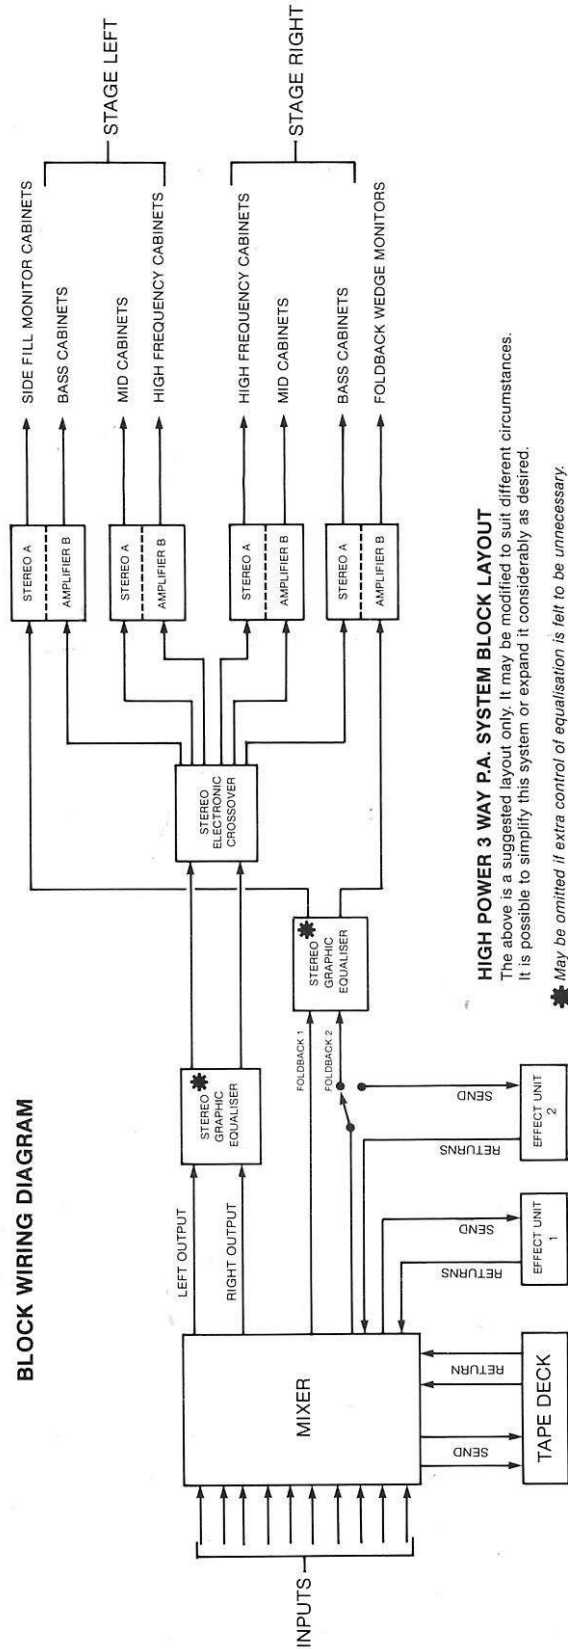 BLOCK WIRING DIAGRAM
INPUTS
MIXER
LEFT OUTPUT
RIGHT OUTPUT
STEREO
GRAPHIC
EQUALISER
FOLDBACK 1
FOLDBACK 2
STEREO
GRAPHIC
EQUALISER
STEREO
ELECTRONIC
CROSSOVER
STEREO A
AMPLIFIER B
STEREO A
AMPLIFIER B
STEREO A
AMPLIFIER B
STEREO A
AMPLIFIER B
SIDE FILL MONITOR CABINETS
BASS CABINETS
MID CABINETS
HIGH FREQUENCY CABINETS
STAGE LEFT
HIGH FREQUENCY CABINETS
MID CABINETS
BASS CABINETS
FOLDBACK WEDGE MONITORS
STAGE RIGHT
SEND
RETURN
TAPE DECK
RETURNS
SEND
EFFECT UNIT
1
RETURNS
SEND
EFFECT UNIT
2
HIGH POWER 3 WAY P.A. SYSTEM BLOCK LAYOUT
The above is a suggested layout only. It may be modified to suit different circumstances.
It is possible to simplify this system or expand it considerably as desired.
✱ May be omitted if extra control of equalisation is felt to be unnecessary.